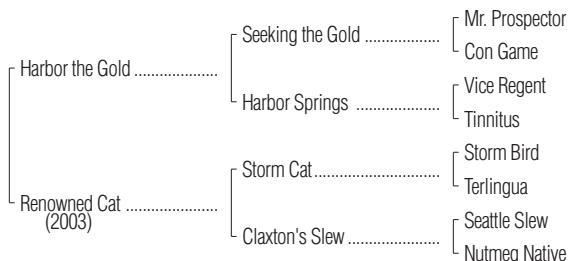 Mr. Prospector
Seeking the Gold ..................
Con Game
Harbor the Gold ....................
Vice Regent
Harbor Springs ....................
Tinnitus
Storm Bird
Storm Cat ...........................
Terlingua
Renowned Cat ......................
(2003)
Seattle Slew
Claxton's Slew ....................
Nutmeg Native